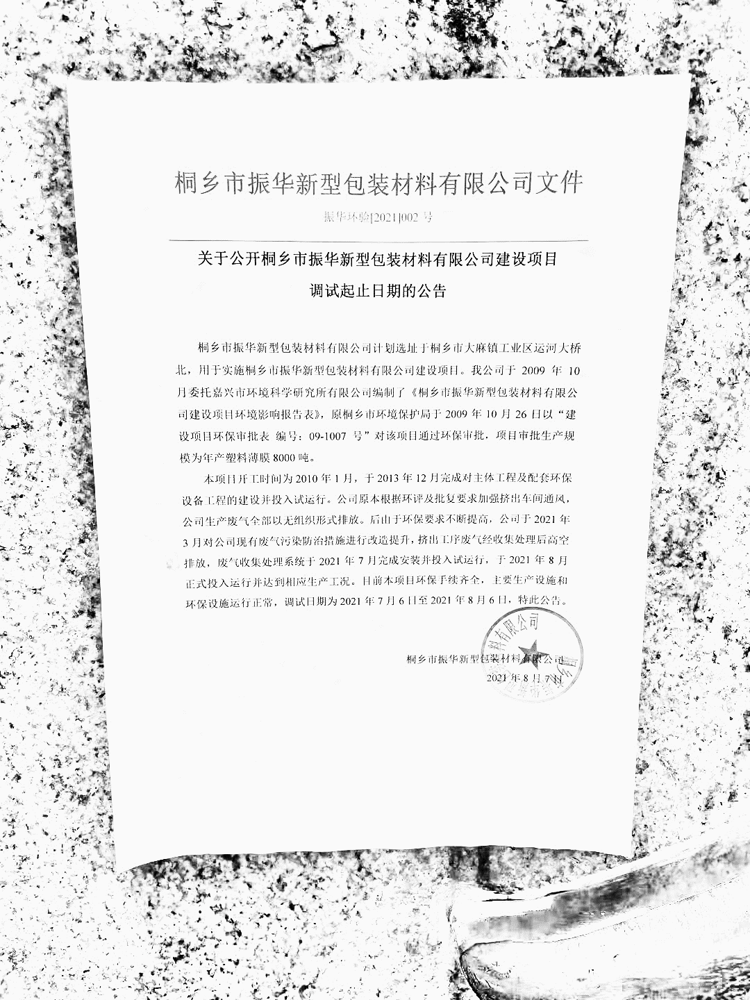 桐乡市振华新型包装材料有限公司文件
振华环验[2021]002 号
关于公开桐乡市振华新型包装材料有限公司建设项目
调试起止日期的公告
桐乡市振华新型包装材料有限公司计划选址于桐乡市大麻镇工业区运河大桥
北，用于实施桐乡市振华新型包装材料有限公司建设项目。我公司于 2009 年 10
月委托嘉兴市环境科学研究所有限公司编制了《桐乡市振华新型包装材料有限公
司建设项目环境影响报告表》，原桐乡市环境保护局于 2009 年 10 月 26 日以“建
设项目环保审批表 编号：09-1007 号”对该项目通过环保审批，项目审批生产规
模为年产塑料薄膜 8000 吨。
本项目开工时间为 2010 年 1 月，于 2013 年 12 月完成对主体工程及配套环保
设备工程的建设并投入试运行。公司原本根据环评及批复要求加强挤出车间通风，
公司生产废气全部以无组织形式排放。后由于环保要求不断提高，公司于 2021 年
3 月对公司现有废气污染防治措施进行改造提升，挤出工序废气经收集处理后高空
排放，废气收集处理系统于 2021 年 7 月完成安装并投入试运行，于 2021 年 8 月
正式投入运行并达到相应生产工况。目前本项目环保手续齐全，主要生产设施和
环保设施运行正常，调试日期为 2021 年 7 月 6 日至 2021 年 8 月 6 日，特此公告。
料有限公司
桐乡市振华新型包装材料有限公司
2021 年 8 月 7 日